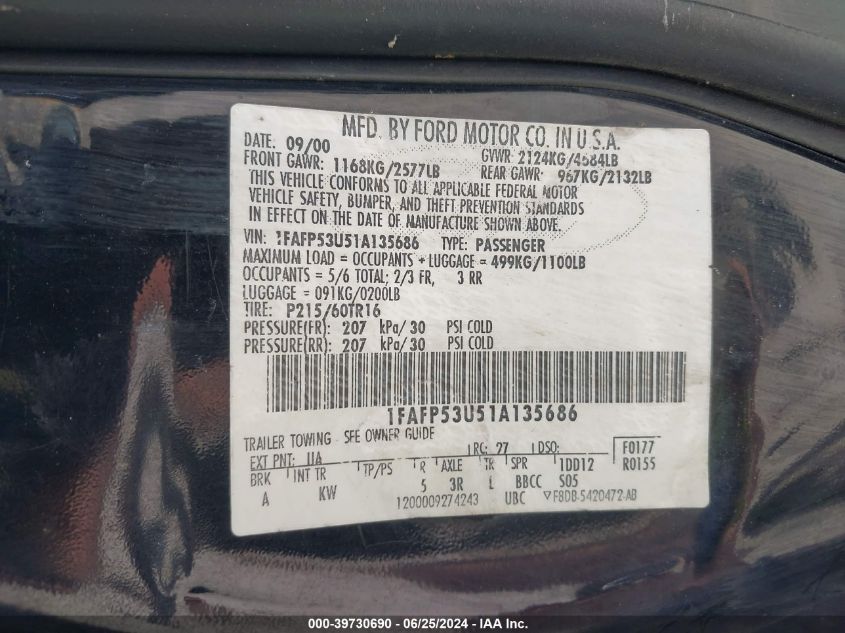 MFD. BY FORD MOTOR CO. IN U.S.A.
DATE: 09/00 GVWR: 2124KG/4684LB
FRONT GAWR: 1168KG/2577LB REAR GAWR: 967KG/2132LB
THIS VEHICLE CONFORMS TO ALL APPLICABLE FEDERAL MOTOR
VEHICLE SAFETY, BUMPER, AND THEFT PREVENTION STANDARDS
IN EFFECT ON THE DATE OF MANUFACTURE SHOWN ABOVE.
VIN: 1FAFP53U51A135686 TYPE: PASSENGER
MAXIMUM LOAD = OCCUPANTS + LUGGAGE = 499KG/1100LB
OCCUPANTS = 5/6 TOTAL; 2/3 FR, 3 RR
LUGGAGE = 091KG/0200LB
TIRE: P215/60TR16
PRESSURE(FR): 207 kPa/30 PSI COLD
PRESSURE(RR): 207 kPa/30 PSI COLD
1FAFP53U51A135686
TRAILER TOWING - SEE OWNER GUIDE
EXT PNT: UA RC: 27 DSO: F0177
BRK INT TR TP/PS R AXLE TR SPR 1DD12 R0155
A KW 5 3R L BBCC S05
1200009274243 UBC ▽F8DB-5420472-AB
000-39730690 - 06/25/2024 - IAA Inc.